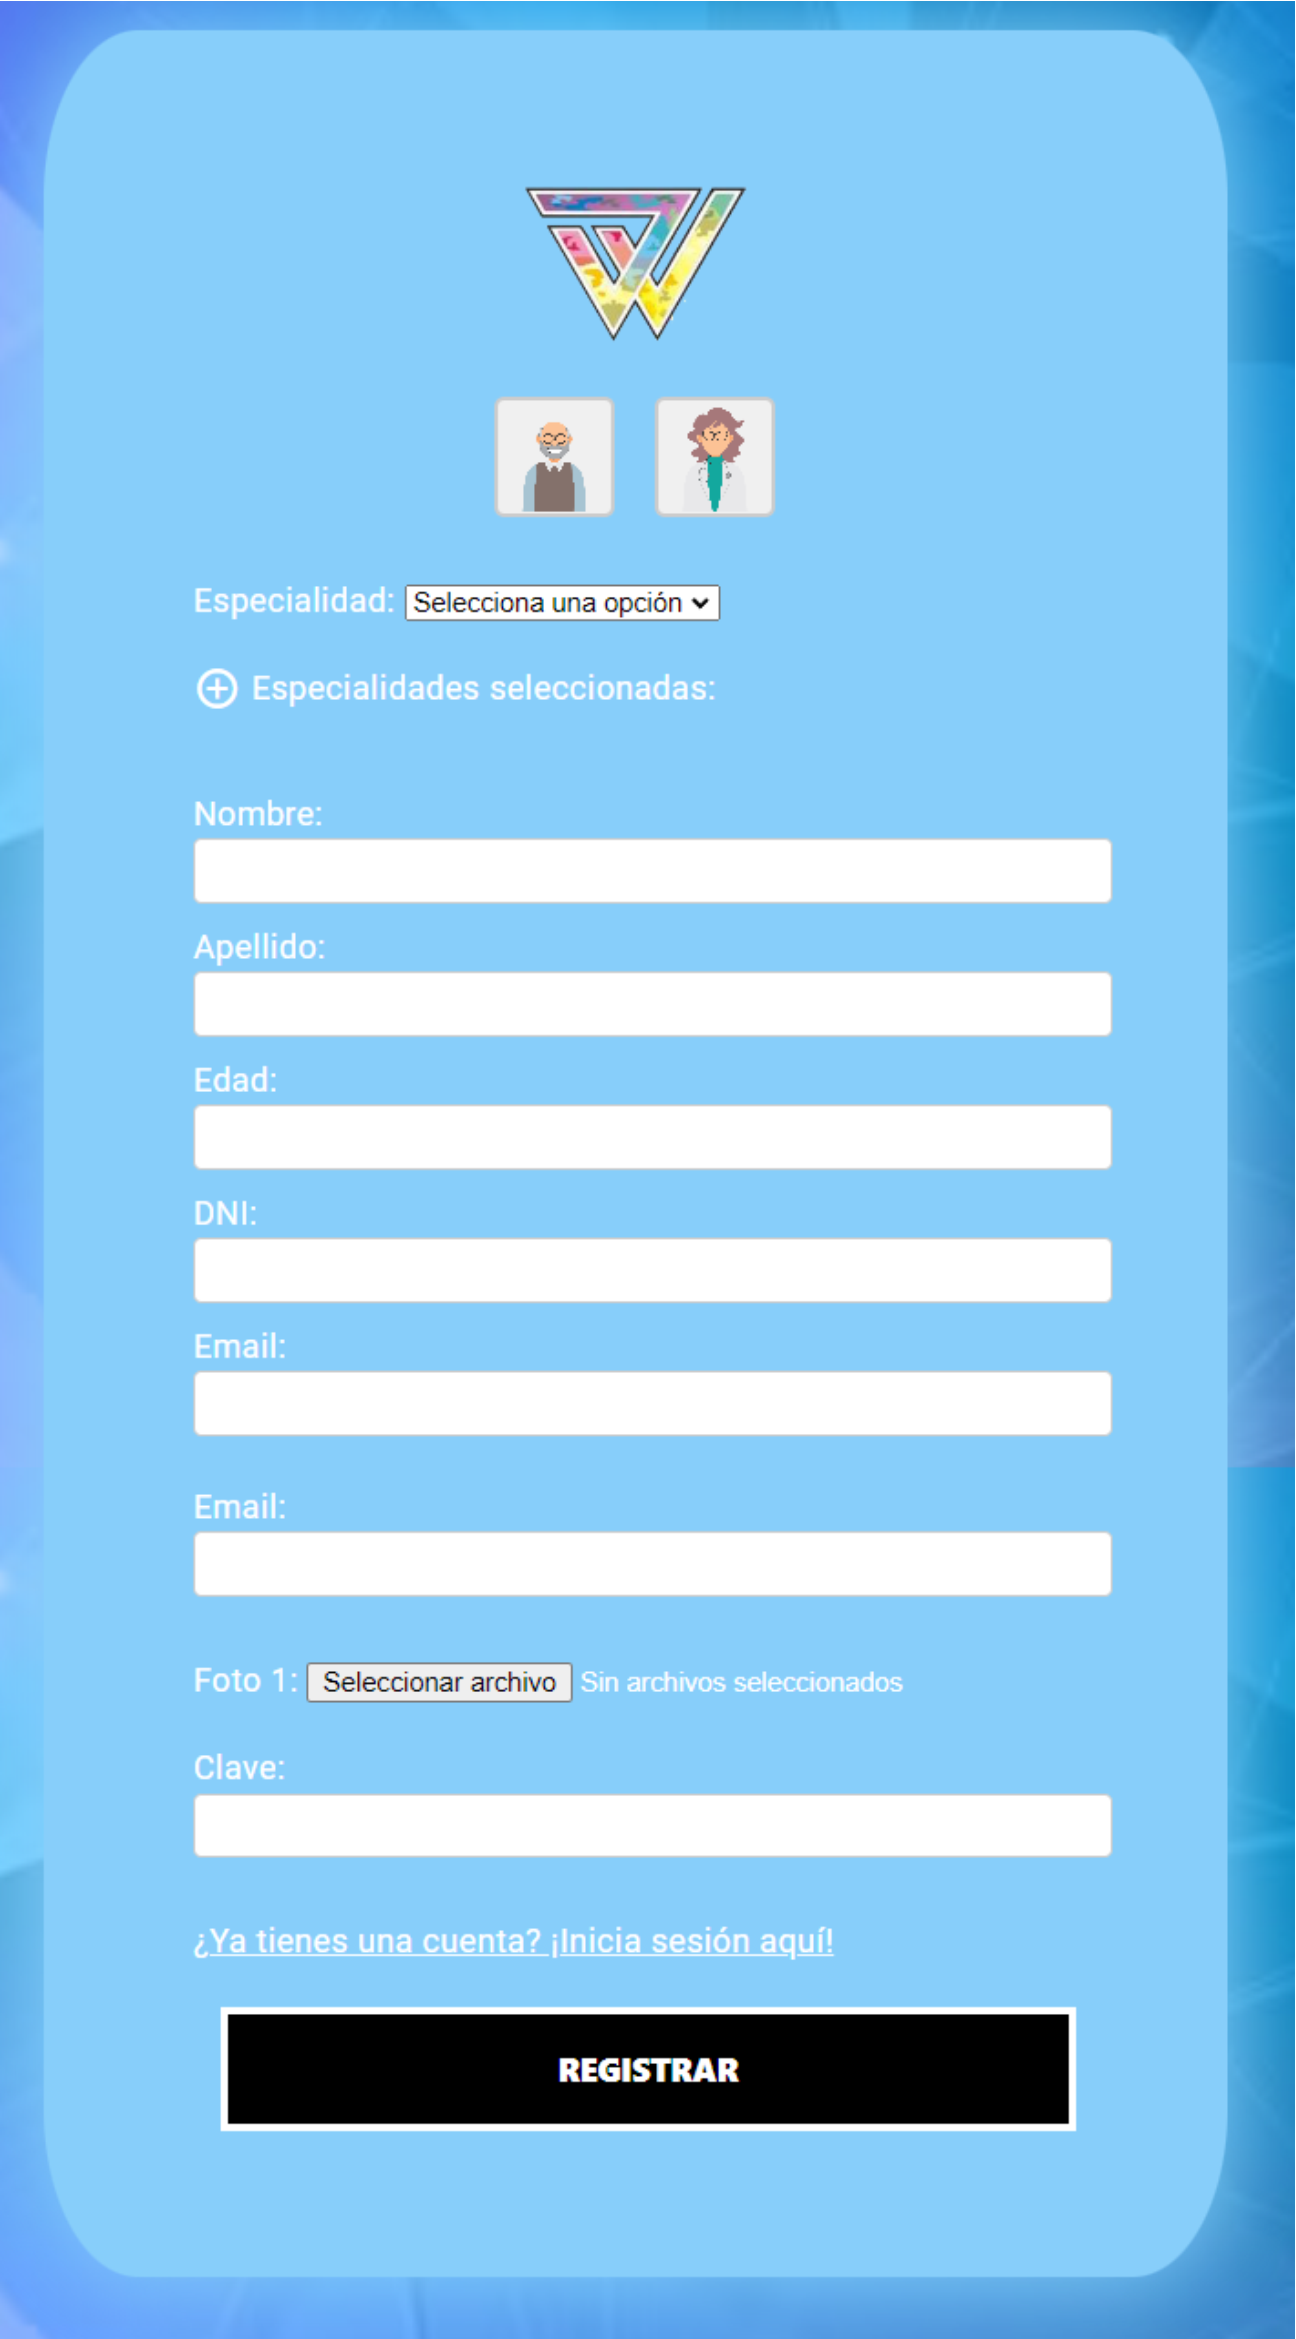 Especialidad: Selecciona una opción
Especialidades seleccionadas:
Nombre:
Apellido:
Edad:
DNI:
Email:
Email:
Foto 1: Seleccionar archivo Sin archivos seleccionados
Clave:
¿Ya tienes una cuenta? ¡Inicia sesión aquí!
REGISTRAR